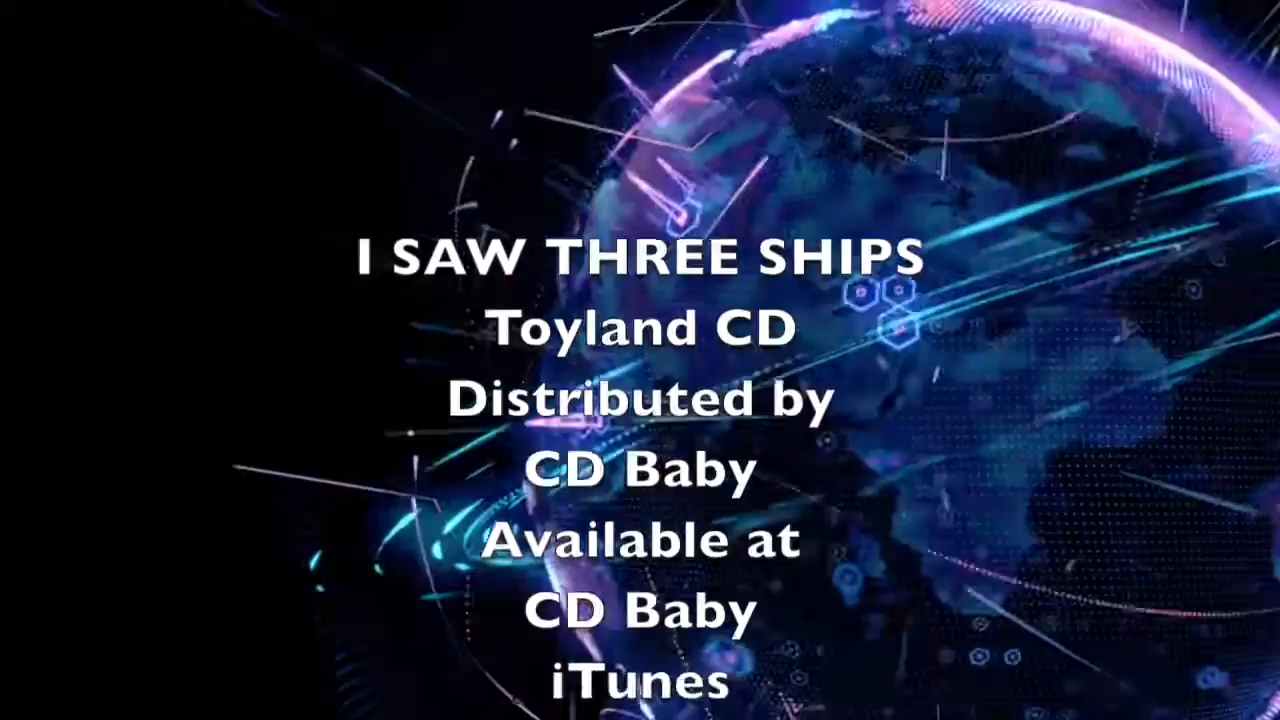 I SAW THREE SHIPS
Toyland CD
Distributed by
CD Baby
Available at
CD Baby
iTunes